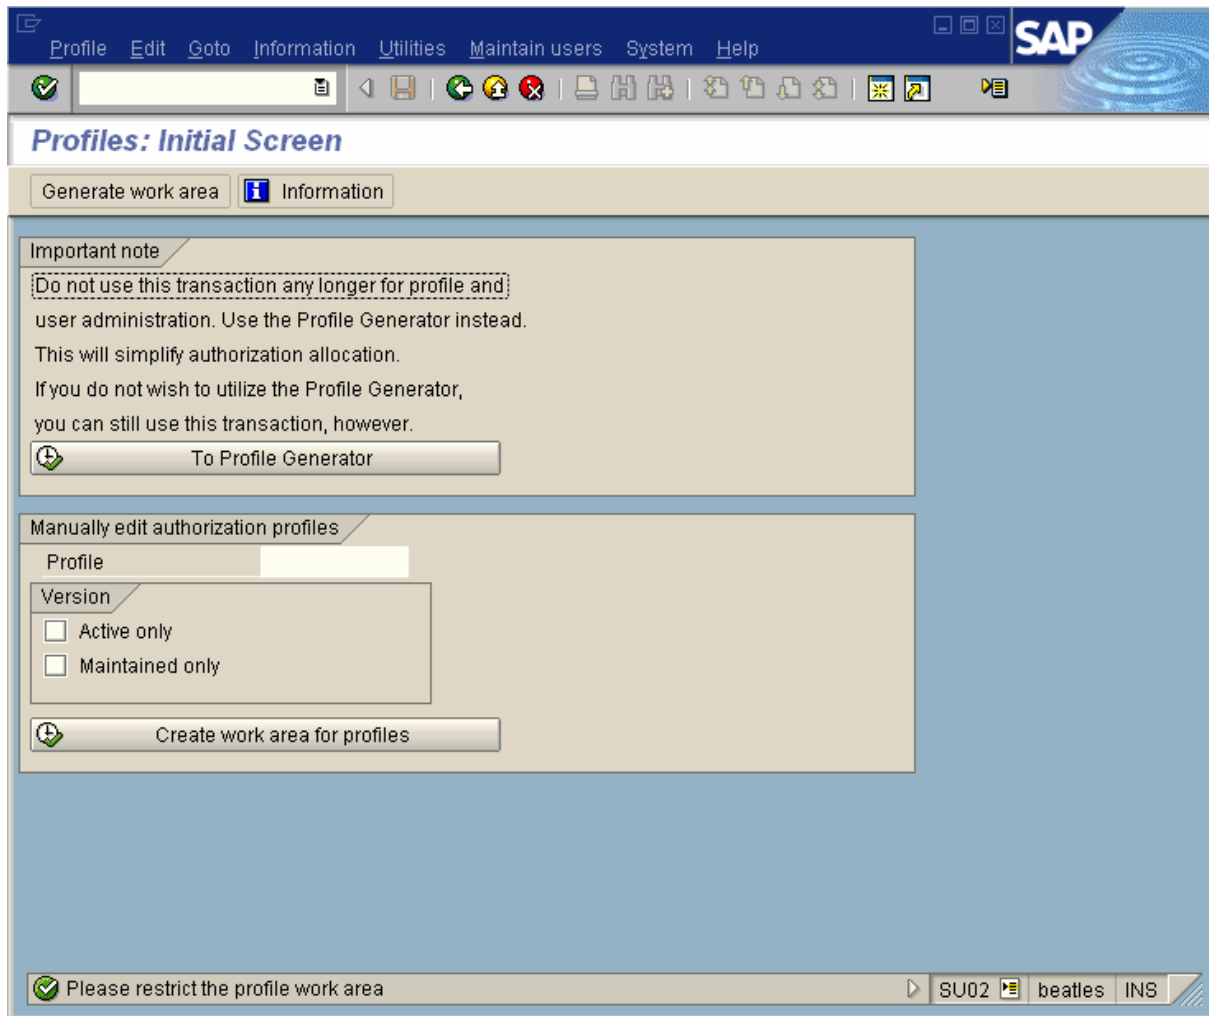 Profile Edit Goto Information Utilities Maintain users System Help
SAP
Profiles: Initial Screen
Generate work area Information
Important note
Do not use this transaction any longer for profile and
user administration. Use the Profile Generator instead.
This will simplify authorization allocation.
If you do not wish to utilize the Profile Generator,
you can still use this transaction, however.
To Profile Generator
Manually edit authorization profiles
Profile
Version
Active only
Maintained only
Create work area for profiles
Please restrict the profile work area SU02 beatles INS